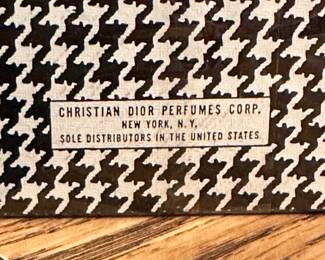 CHRISTIAN DIOR PERFUMES CORP.
NEW YORK, N.Y.
SOLE DISTRIBUTORS IN THE UNITED STATES